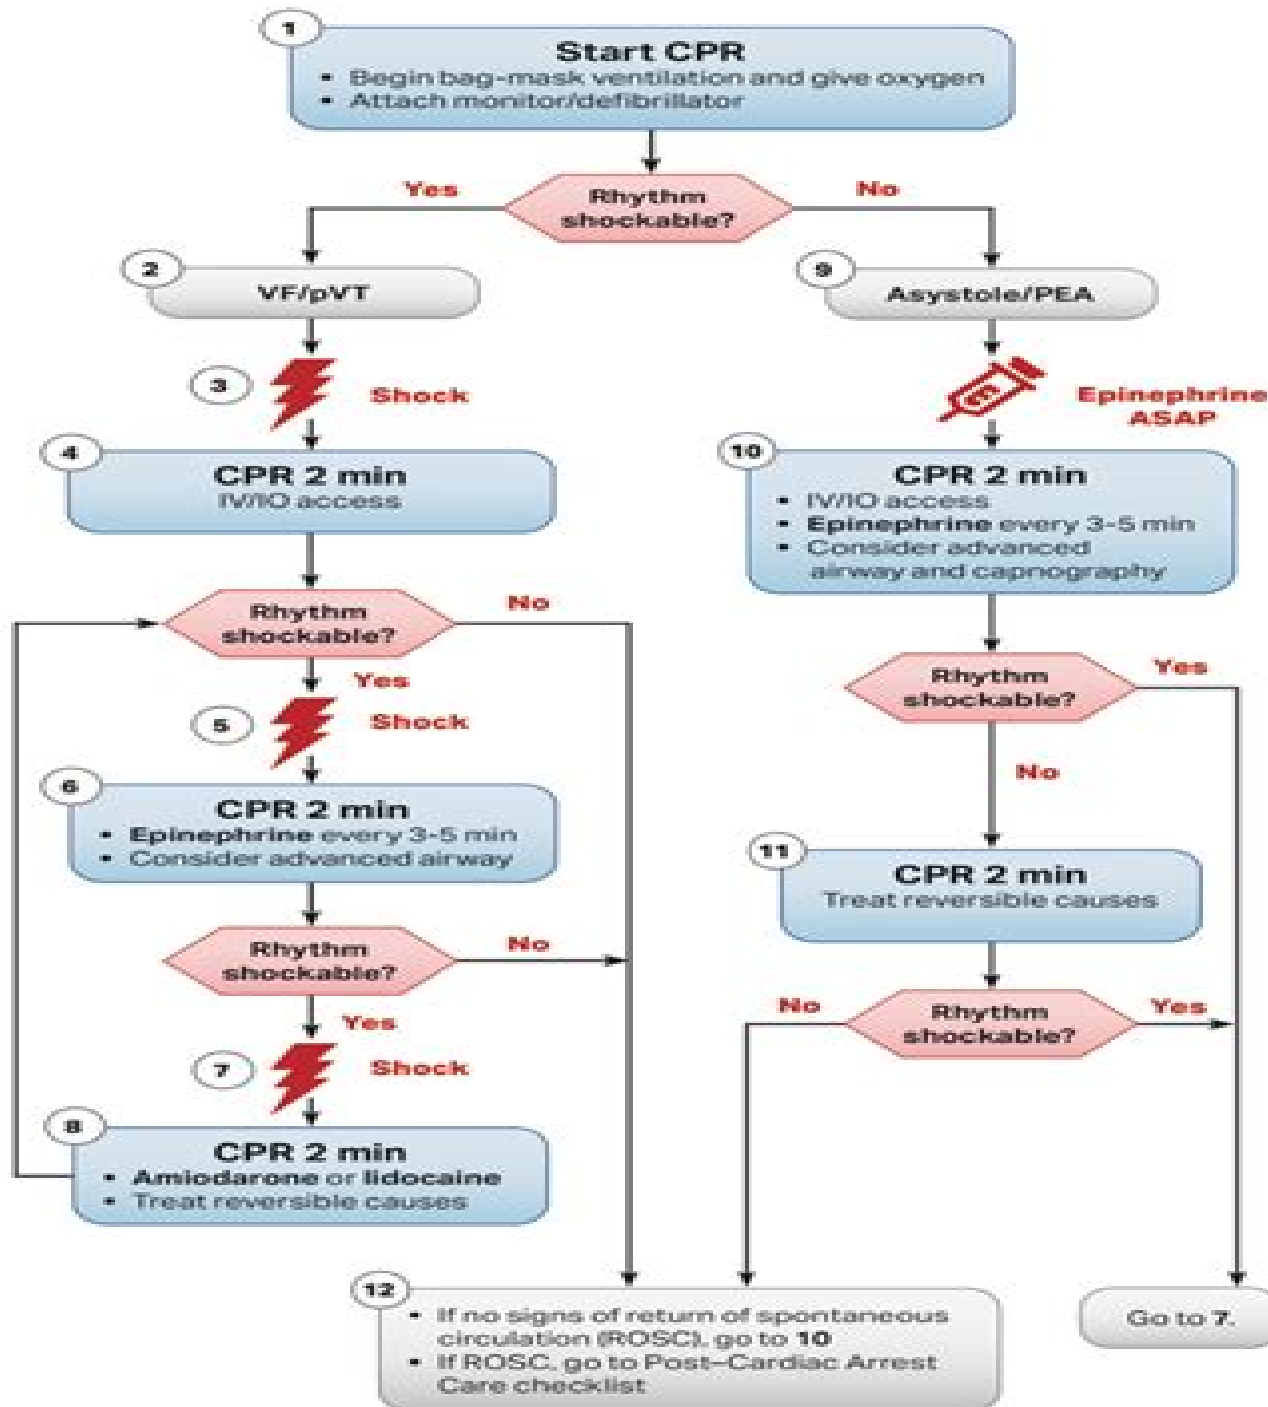 1
Start CPR
• Begin bag-mask ventilation and give oxygen
• Attach monitor/defibrillator
Rhythm
shockable?
Yes
No
2
VF/pVT
3
Shock
4
CPR 2 min
IV/IO access
Rhythm
shockable?
No
Yes
5
Shock
6
CPR 2 min
• Epinephrine every 3-5 min
• Consider advanced airway
Rhythm
shockable?
No
Yes
7
Shock
8
CPR 2 min
• Amiodarone or lidocaine
• Treat reversible causes
9
Asystole/PEA
Epinephrine
ASAP
10
CPR 2 min
• IV/IO access
• Epinephrine every 3-5 min
• Consider advanced
airway and capnography
Rhythm
shockable?
Yes
No
11
CPR 2 min
Treat reversible causes
Rhythm
shockable?
No
Yes
12
• If no signs of return of spontaneous
circulation (ROSC), go to 10
• If ROSC, go to Post–Cardiac Arrest
Care checklist
Go to 7.